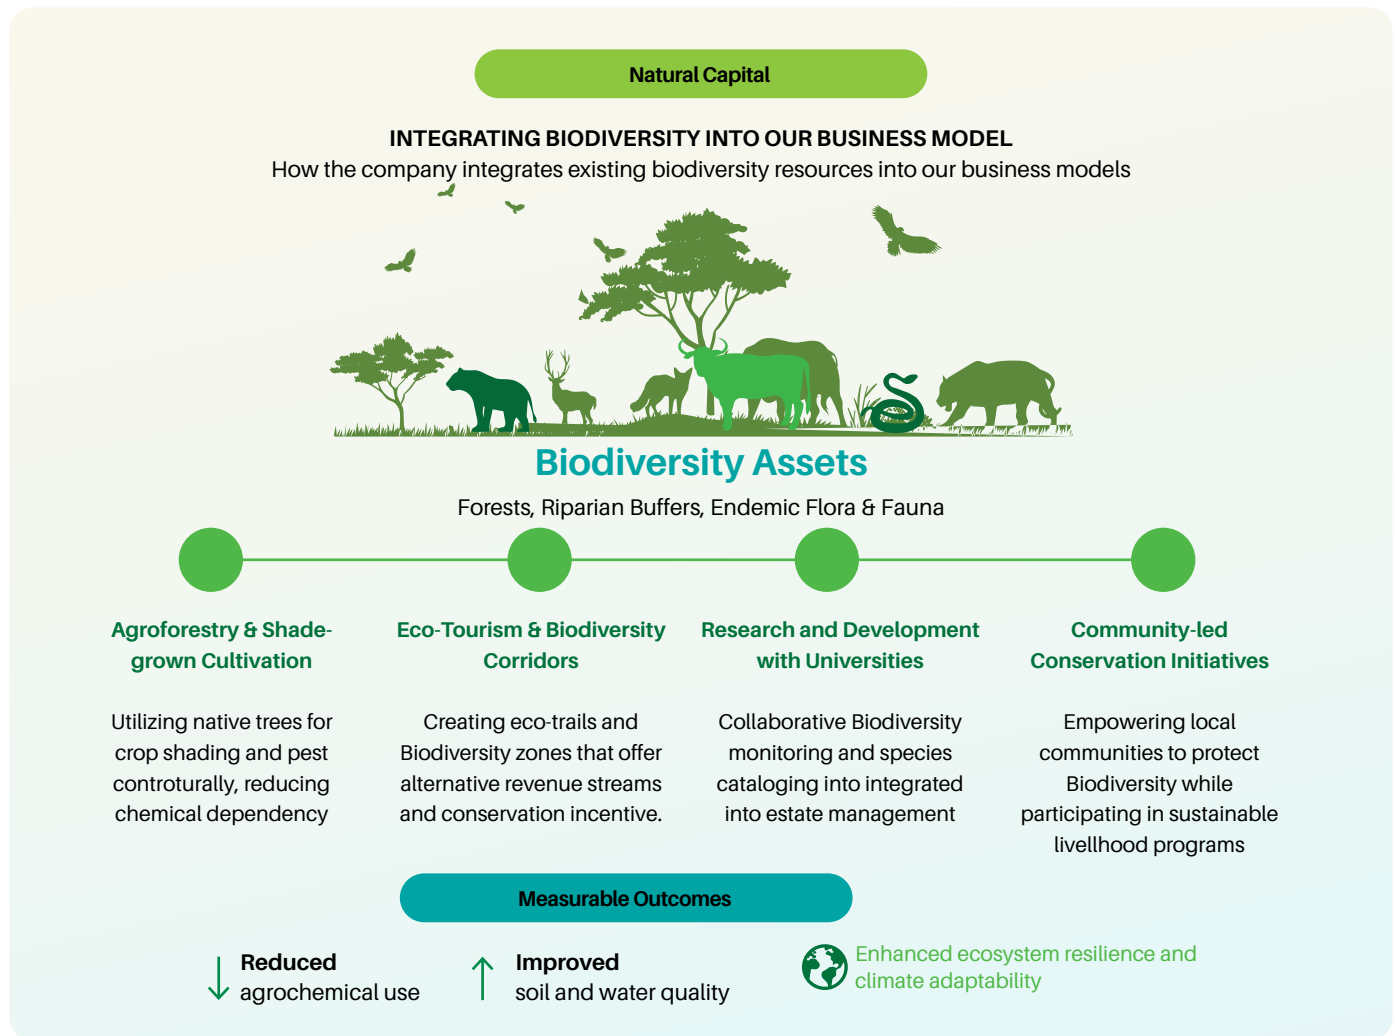 Natural Capital
INTEGRATING BIODIVERSITY INTO OUR BUSINESS MODEL
How the company integrates existing biodiversity resources into our business models
Biodiversity Assets
Forests, Riparian Buffers, Endemic Flora & Fauna
Agroforestry & Shade-
grown Cultivation
Utilizing native trees for
crop shading and pest
controturally, reducing
chemical dependency
Eco-Tourism & Biodiversity
Corridors
Creating eco-trails and
Biodiversity zones that offer
alternative revenue streams
and conservation incentive.
Research and Development
with Universities
Collaborative Biodiversity
monitoring and species
cataloging into integrated
into estate management
Community-led
Conservation Initiatives
Empowering local
communities to protect
Biodiversity while
participating in sustainable
livellhood programs
Measurable Outcomes
Reduced
agrochemical use
Improved
soil and water quality
Enhanced ecosystem resilience and
climate adaptability